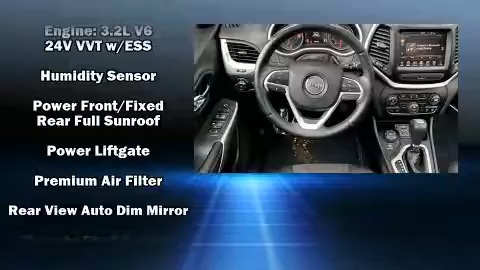 Engine: 3.2L V6
24V VVT w/ESS
Humidity Sensor
Power Front/Fixed
Rear Full Sunroof
Power Liftgate
Premium Air Filter
Rear View Auto Dim Mirror